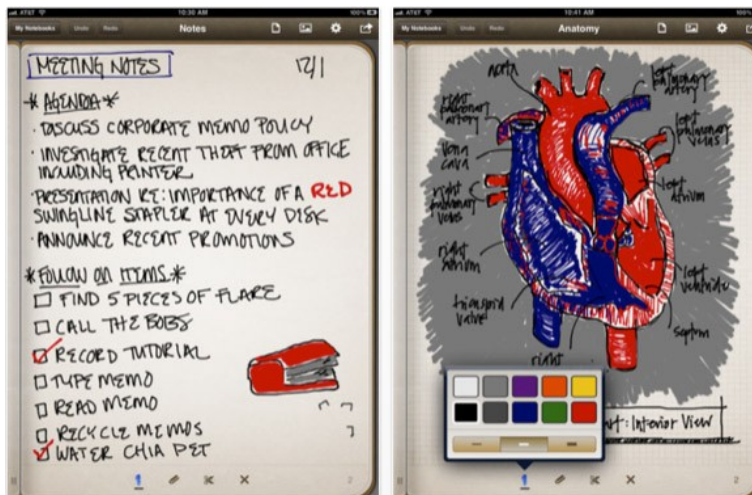 AT&T 10:30 AM 100%
My Notebooks Undo Redo Notes
MEETING NOTES 12/1
* AGENDA *
· DISCUSS CORPORATE MEMO POLICY
· INVESTIGATE RECENT THEFT FROM OFFICE
INCLUDING PRINTER
· PRESENTATION RE: IMPORTANCE OF A RED
SWINGLINE STAPLER AT EVERY DESK
· ANNOUNCE RECENT PROMOTIONS
* FOLLOW ON ITEMS *
FIND 5 PIECES OF FLARE
CALL THE BOBS
RECORD TUTORIAL
TYPE MEMO
READ MEMO
RECYCLE MEMOS
WATER CHIA PET
2
AT&T 10:41 AM 100%
My Notebooks Undo Redo Anatomy
aorta
left
pulmonary
artery
right
pulmonary
artery
left
pulmonary
veins
vena
cava
left
atrium
right
pulmonary
veins
right
atrium
left
ventricle
tricuspid
valve
septum
right
art: Interior View
2